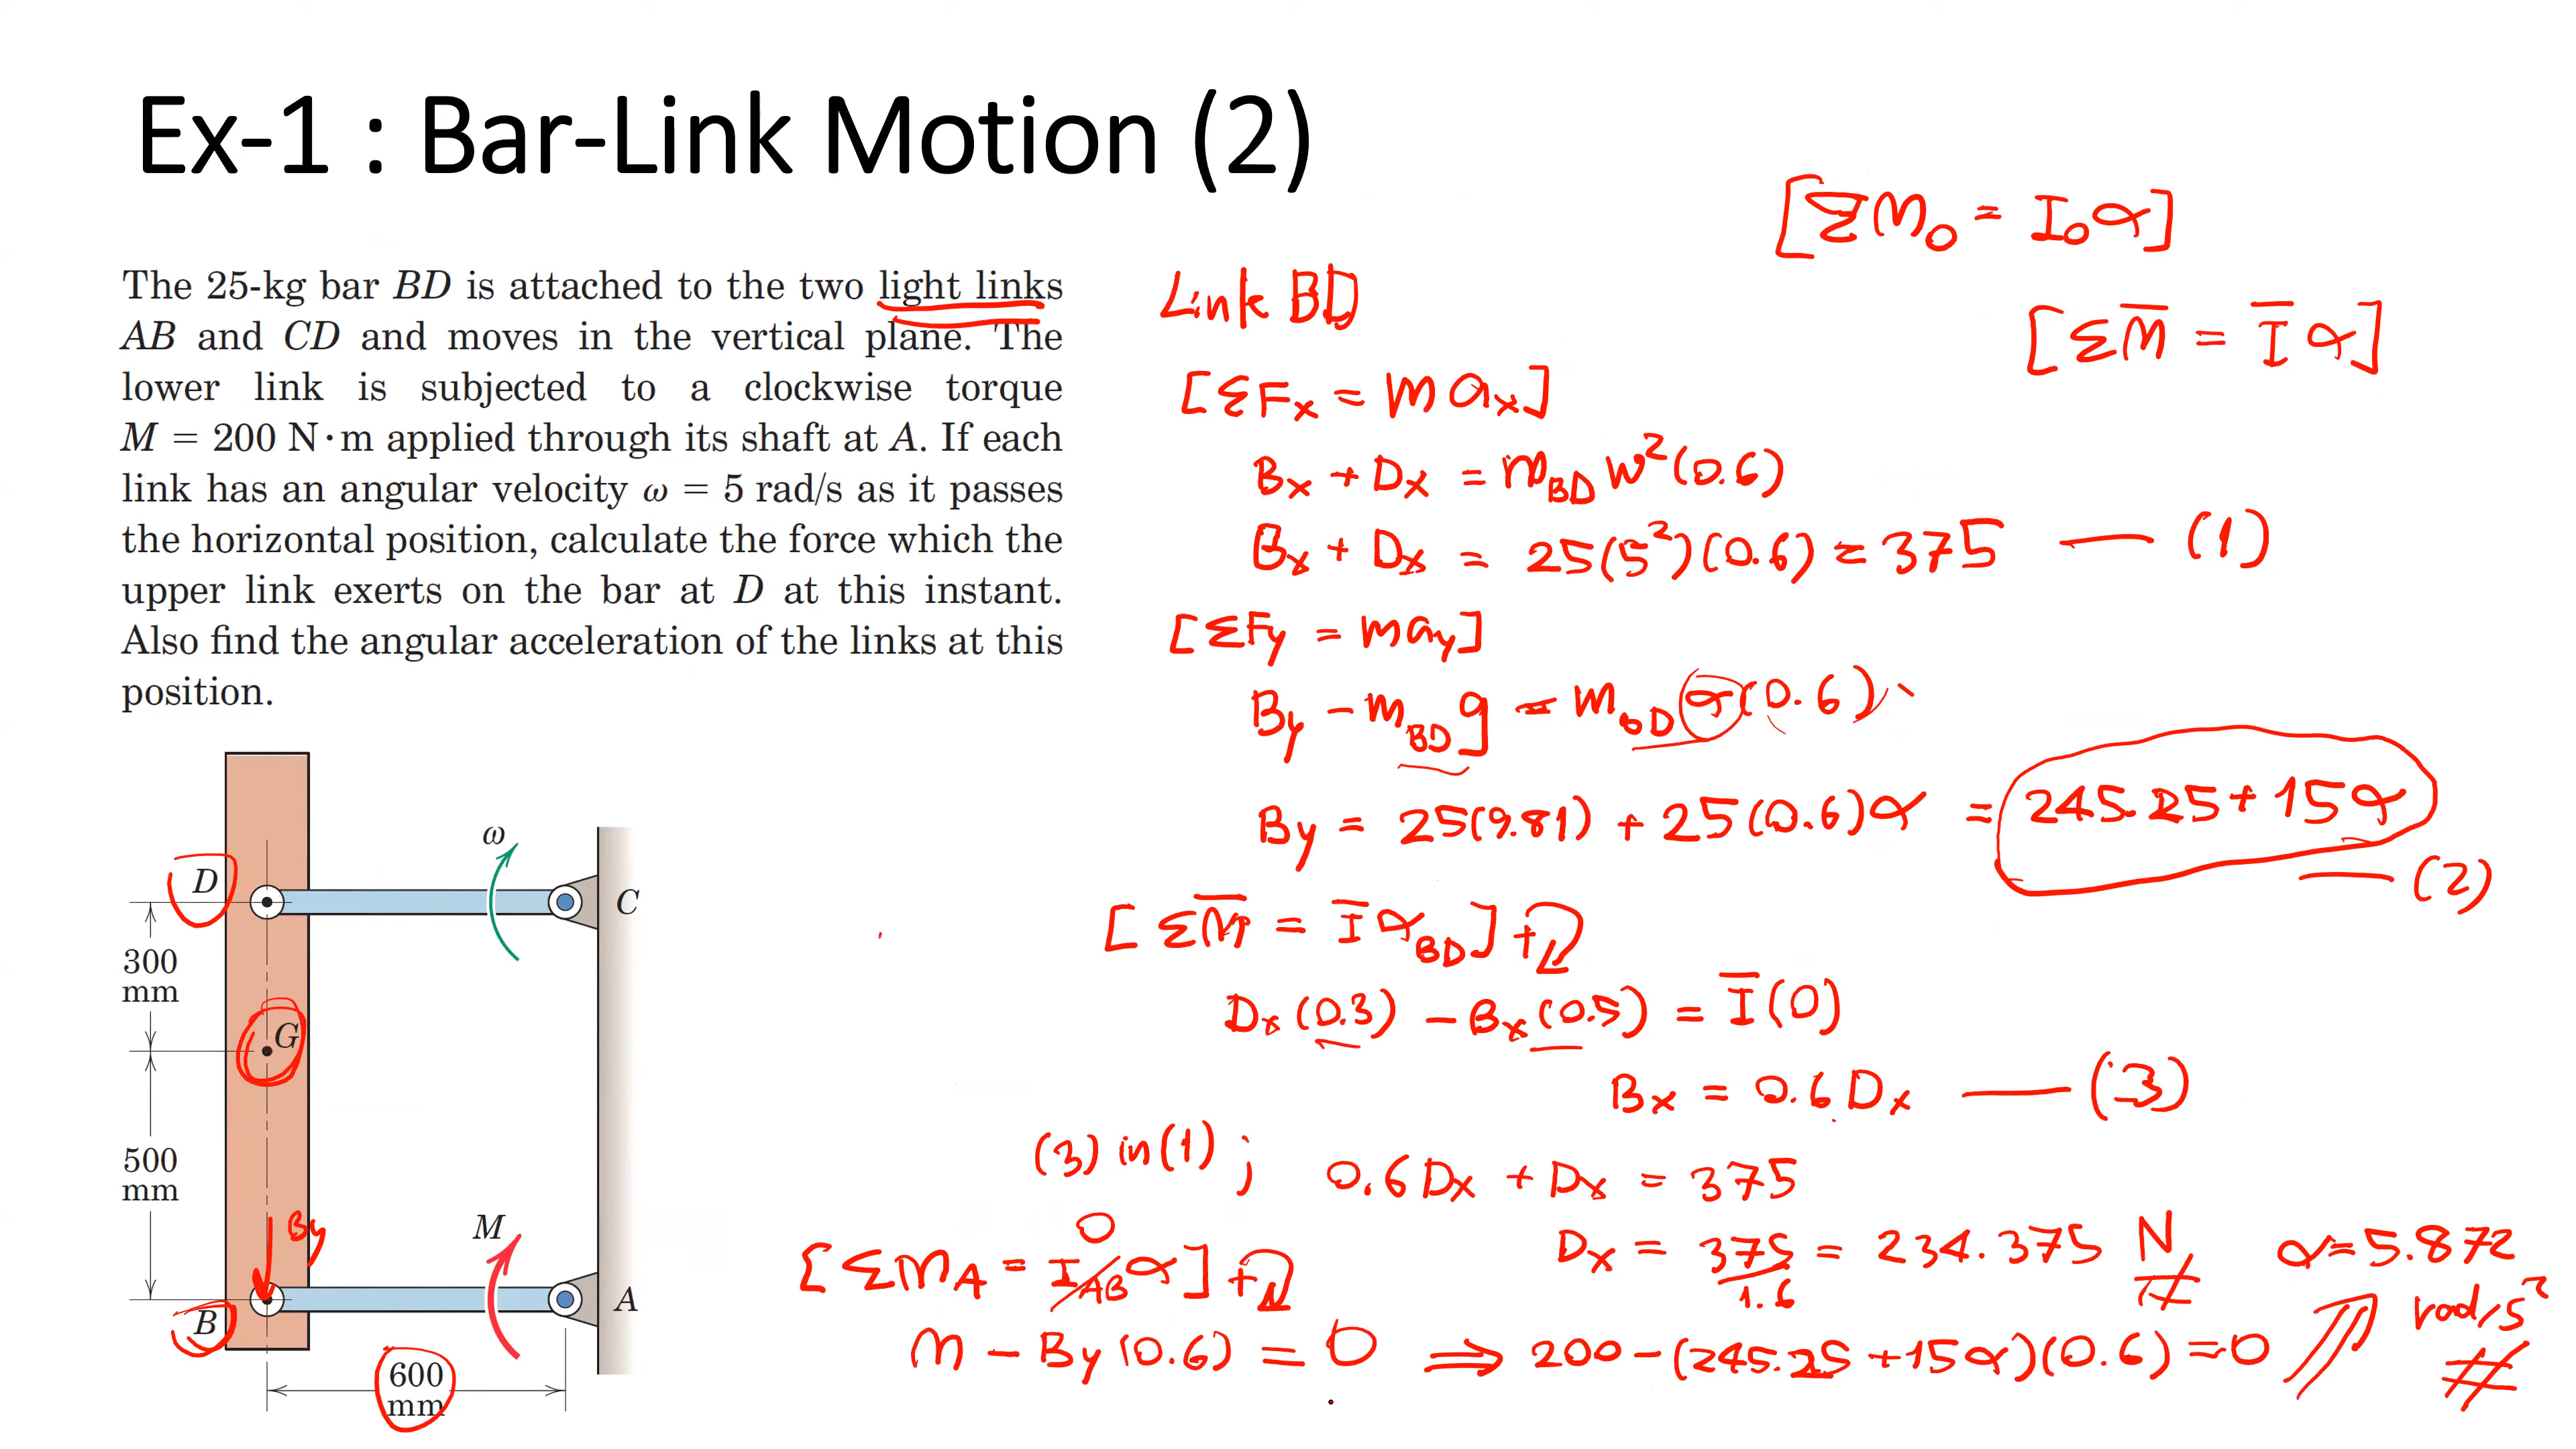 Ex-1 : Bar-Link Motion (2)
The 25-kg bar BD is attached to the two light links
AB and CD and moves in the vertical plane. The
lower link is subjected to a clockwise torque
M = 200 N·m applied through its shaft at A. If each
link has an angular velocity ω = 5 rad/s as it passes
the horizontal position, calculate the force which the
upper link exerts on the bar at D at this instant.
Also find the angular acceleration of the links at this
position.
D
ω
C
300
mm
G
500
mm
By
M
B
A
600
mm
[ΣM₀ = I₀α]
[ΣM̅ = I̅α]
Link BD
[ΣFx = max]
Bx + Dx = mBD w²(0.6)
Bx + Dx = 25(5²)(0.6) = 375 — (1)
[ΣFy = may]
By - mBD g = mBD α(0.6)
By = 25(9.81) + 25(0.6)α = 245.25 + 15α
— (2)
[ΣM̅ = I̅αBD] +
Dx(0.3) - Bx(0.5) = I̅(0)
Bx = 0.6 Dx — (3)
(3) in (1) ; 0.6 Dx + Dx = 375
Dx = 375/1.6 = 234.375 N
[ΣMA = IAB α] +
0
M - By(0.6) = 0 ⇒ 200 - (245.25 + 15α)(0.6) = 0
α = 5.872
rad/s²